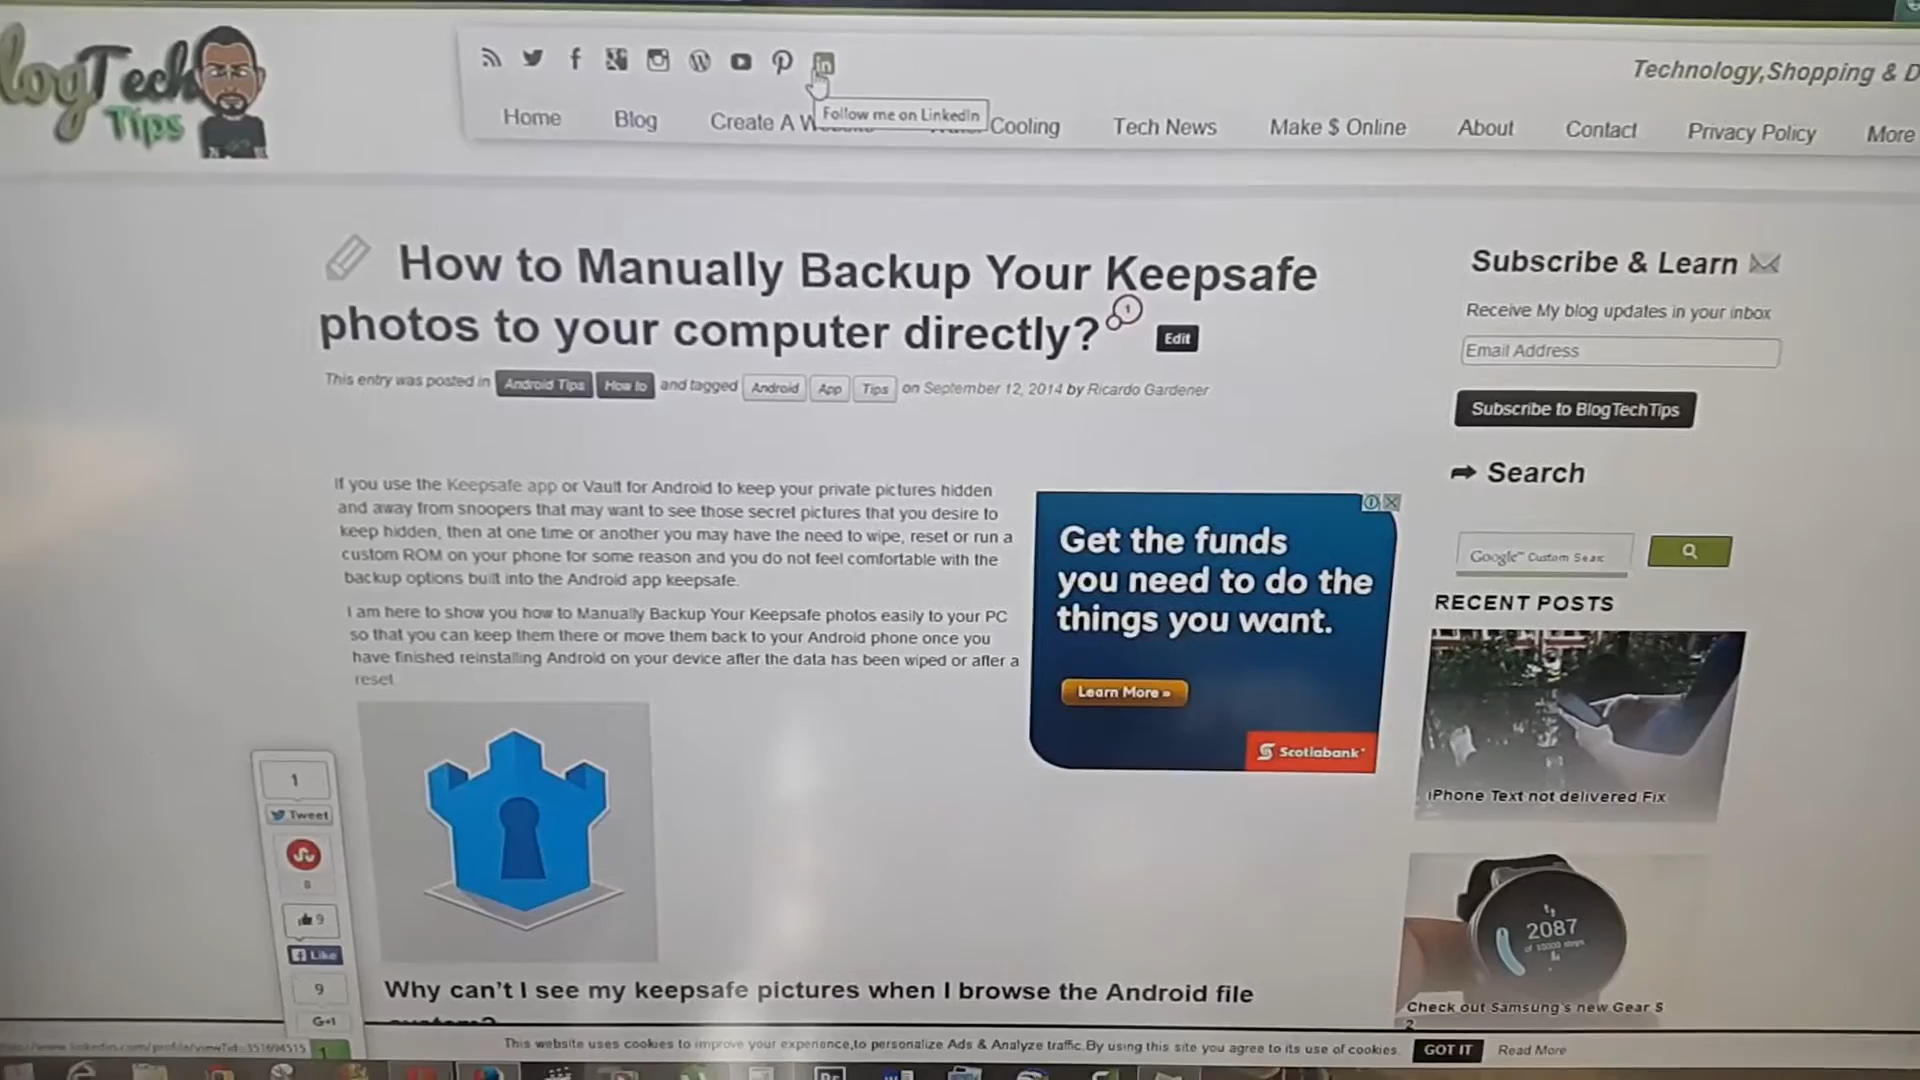 logTech
Tips
Technology,Shopping & D
Follow me on LinkedIn
Home Blog Create A W Cooling Tech News Make $ Online About Contact Privacy Policy More
How to Manually Backup Your Keepsafe
photos to your computer directly? 1 Edit
This entry was posted in Android Tips How to and tagged Android App Tips on September 12, 2014 by Ricardo Gardener
If you use the Keepsafe app or Vault for Android to keep your private pictures hidden
and away from snoopers that may want to see those secret pictures that you desire to
keep hidden, then at one time or another you may have the need to wipe, reset or run a
custom ROM on your phone for some reason and you do not feel comfortable with the
backup options built into the Android app keepsafe.
I am here to show you how to Manually Backup Your Keepsafe photos easily to your PC
so that you can keep them there or move them back to your Android phone once you
have finished reinstalling Android on your device after the data has been wiped or after a
reset
Get the funds
you need to do the
things you want.
Learn More »
Scotiabank
Subscribe & Learn
Receive My blog updates in your inbox
Email Address
Subscribe to BlogTechTips
Search
Google™ Custom Searc
RECENT POSTS
iPhone Text not delivered Fix
2087
of 10000 steps
Check out Samsung's new Gear S
2
1
Tweet
8
9
Like
9
G+1
1
Why can't I see my keepsafe pictures when I browse the Android file
This website uses cookies to improve your experience,to personalize Ads & Analyze traffic.By using this site you agree to its use of cookies. GOT IT Read More